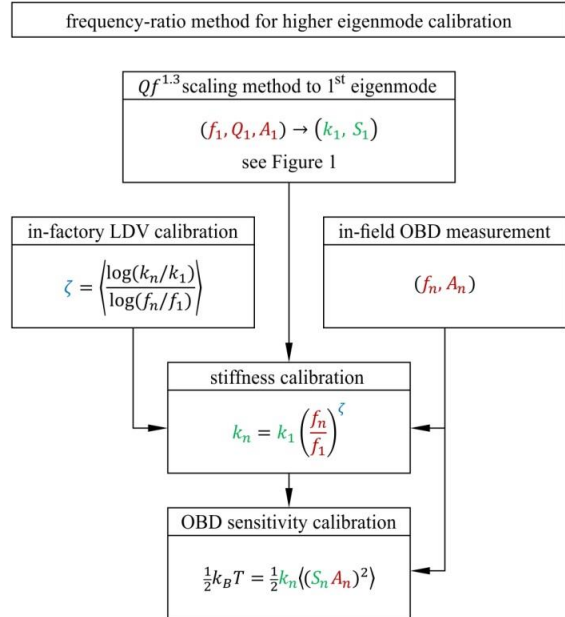 frequency-ratio method for higher eigenmode calibration
Qf^1.3 scaling method to 1st eigenmode
(f₁, Q₁, A₁) → (k₁, S₁)
see Figure 1
in-factory LDV calibration
ζ = ⟨log(kₙ/k₁) / log(fₙ/f₁)⟩
in-field OBD measurement
(fₙ, Aₙ)
stiffness calibration
kₙ = k₁ (fₙ/f₁)^ζ
OBD sensitivity calibration
½k_BT = ½kₙ⟨(SₙAₙ)²⟩